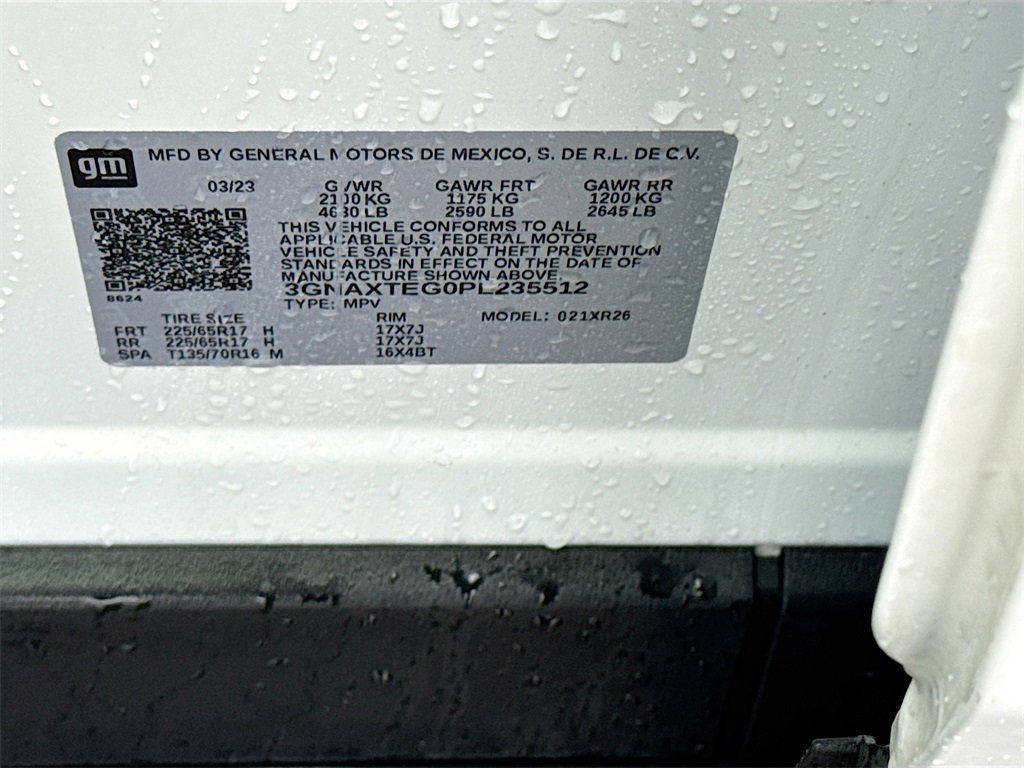 gm
MFD BY GENERAL MOTORS DE MEXICO, S. DE R.L. DE C.V.
03/23 GVWR GAWR FRT GAWR RR
2100 KG 1175 KG 1200 KG
4630 LB 2590 LB 2645 LB
THIS VEHICLE CONFORMS TO ALL
APPLICABLE U.S. FEDERAL MOTOR
VEHICLE SAFETY AND THEFT PREVENTION
STANDARDS IN EFFECT ON THE DATE OF
MANUFACTURE SHOWN ABOVE.
3GNAXTEG0PL235512
8624
TYPE: MPV
TIRE SIZE RIM MODEL: 021XR26
FRT 225/65R17 H 17X7J
RR 225/65R17 H 17X7J
SPA T135/70R16 M 16X4BT